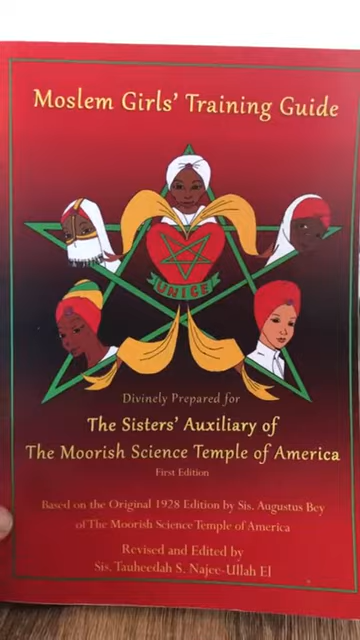 Moslem Girls' Training Guide
UNICE
Divinely Prepared for
The Sisters' Auxiliary of
The Moorish Science Temple of America
First Edition
Based on the Original 1928 Edition by Sis. Augustus Bey
of The Moorish Science Temple of America
Revised and Edited by
Sis. Tauheedah S. Najee-Ullah El